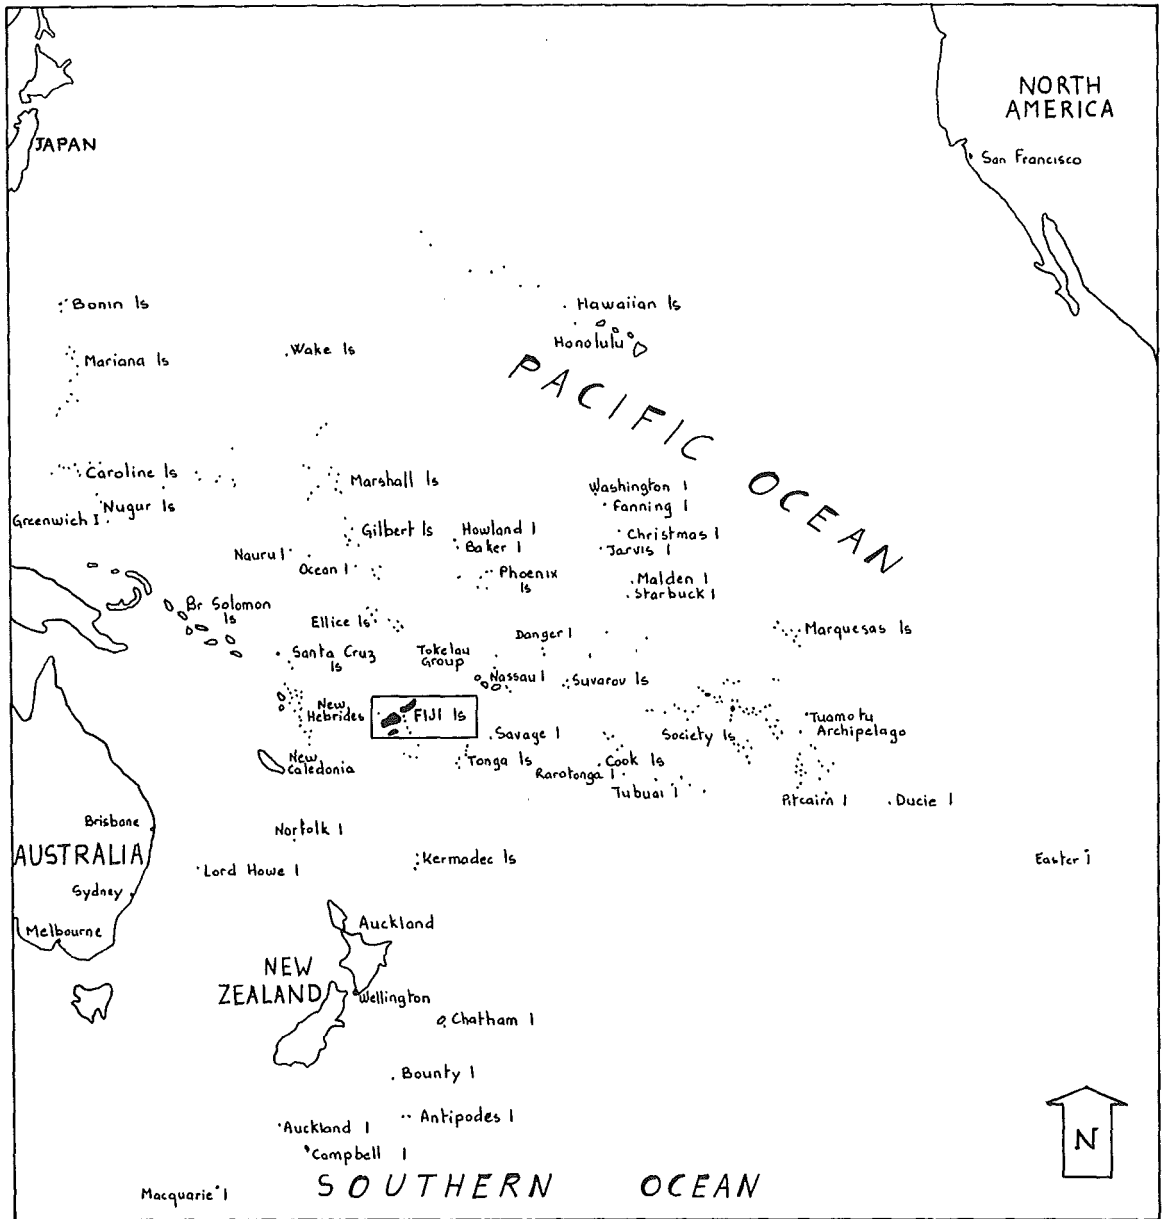 NORTH
AMERICA
JAPAN
San Francisco
Bonin Is
Hawaiian Is
Honolulu
Mariana Is
Wake Is
PACIFIC OCEAN
Caroline Is
Marshall Is
Washington I
Nugur Is
Fanning I
Greenwich I
Gilbert Is
Howland I
Christmas I
Baker I
Jarvis I
Nauru I
Ocean I
Phoenix
Is
Malden I
Starbuck I
Br Solomon
Is
Ellice Is
Danger I
Marquesas Is
Santa Cruz
Is
Tokelau
Group
Nassau I
Suvarov Is
New
Hebrides
FIJI Is
Tuamotu
Archipelago
Savage I
Society Is
New
Caledonia
Tonga Is
Cook Is
Rarotonga I
Tubuai I
Pitcairn I
Ducie I
Brisbane
Norfolk I
AUSTRALIA
Kermadec Is
Easter I
Lord Howe I
Sydney
Auckland
Melbourne
NEW
ZEALAND
Wellington
Chatham I
Bounty I
Antipodes I
Auckland I
N
Campbell I
SOUTHERN OCEAN
Macquarie I